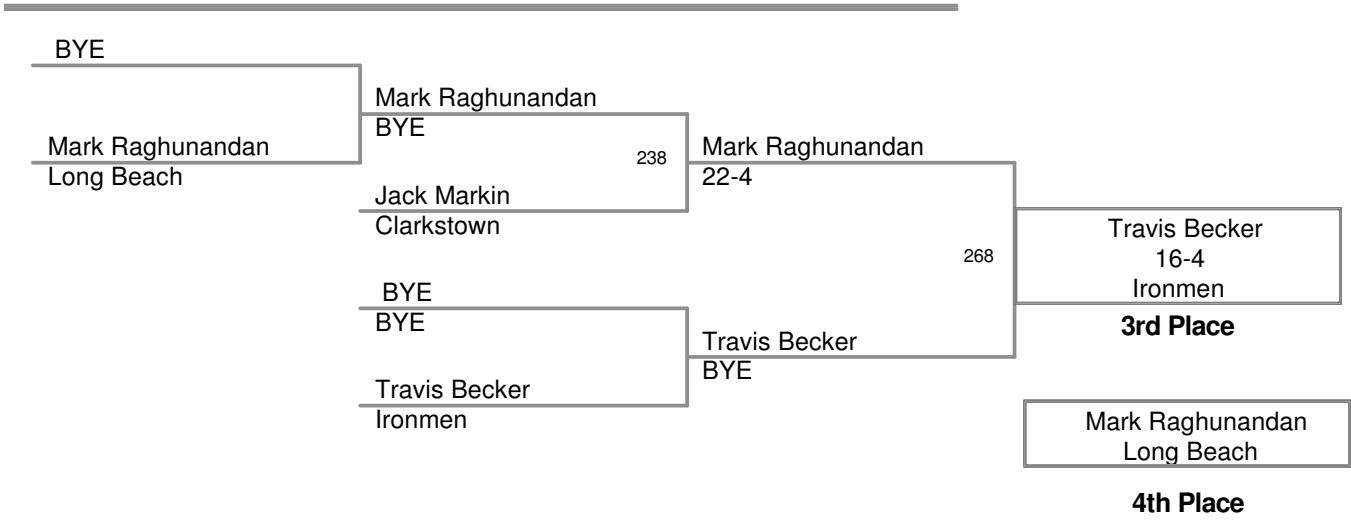 BYE
Mark Raghunandan
Long Beach
Mark Raghunandan
BYE
Jack Markin
Clarkstown
238
BYE
BYE
Travis Becker
Ironmen
Mark Raghunandan
22-4
Travis Becker
BYE
268
Travis Becker
16-4
Ironmen
3rd Place
Mark Raghunandan
Long Beach
4th Place